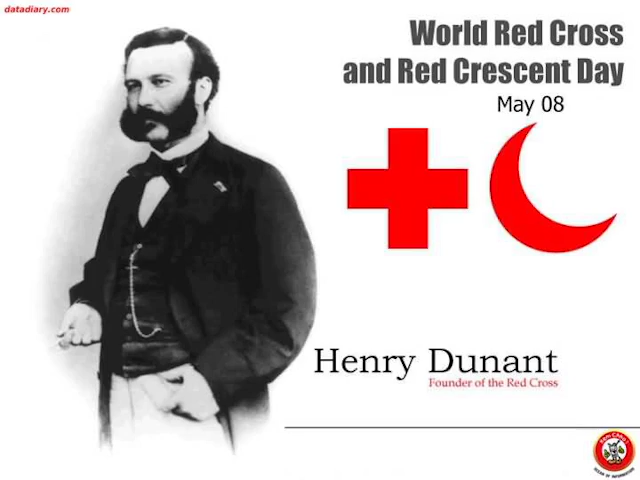 datadiary.com
World Red Cross
and Red Crescent Day
May 08
Henry Dunant
Founder of the Red Cross